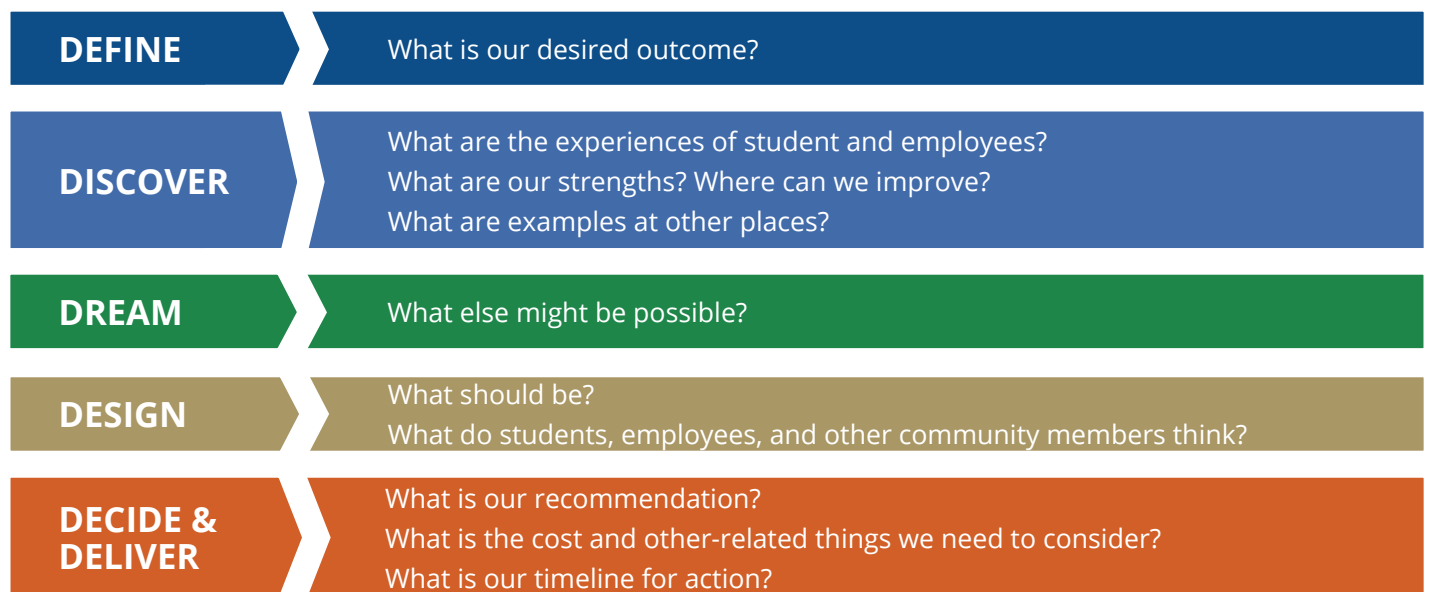 DEFINE
What is our desired outcome?
DISCOVER
What are the experiences of student and employees?
What are our strengths? Where can we improve?
What are examples at other places?
DREAM
What else might be possible?
DESIGN
What should be?
What do students, employees, and other community members think?
DECIDE &
DELIVER
What is our recommendation?
What is the cost and other-related things we need to consider?
What is our timeline for action?